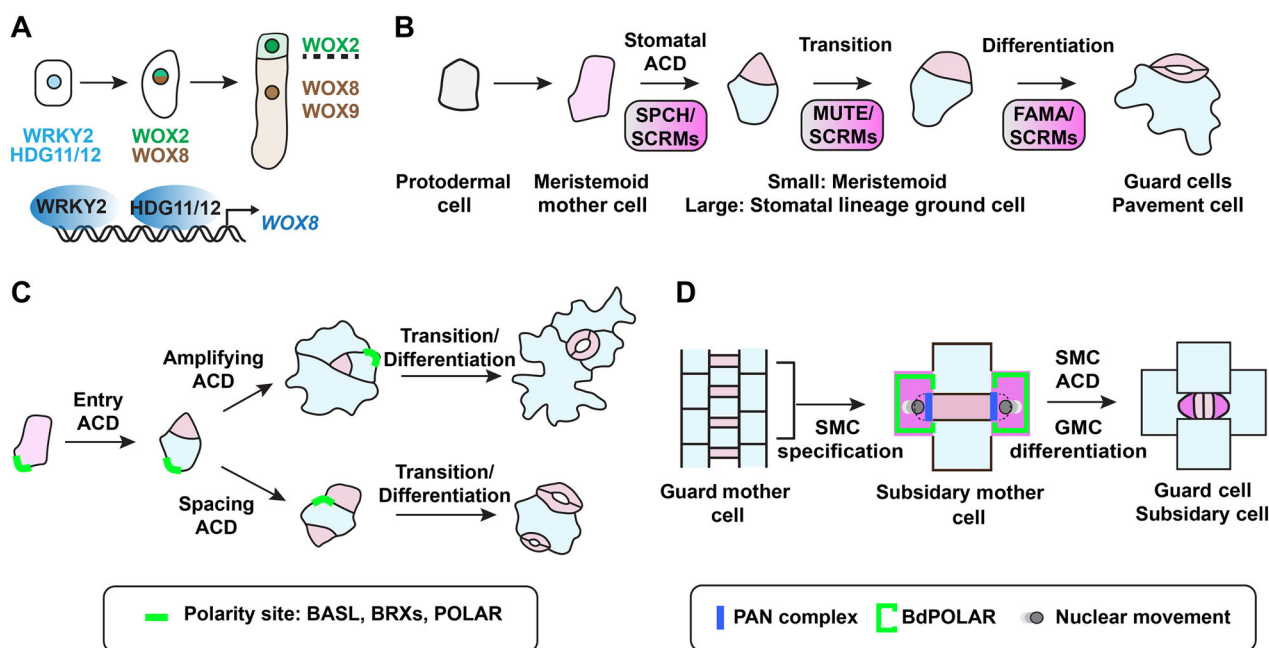 A
WOX2
WOX8
WOX9
WRKY2
HDG11/12
WOX2
WOX8
WRKY2
HDG11/12
WOX8
B
Stomatal
ACD
Transition
Differentiation
SPCH/
SCRMs
MUTE/
SCRMs
FAMA/
SCRMs
Protodermal
cell
Meristemoid
mother cell
Small: Meristemoid
Large: Stomatal lineage ground cell
Guard cells
Pavement cell
C
Entry
ACD
Amplifying
ACD
Transition/
Differentiation
Spacing
ACD
Transition/
Differentiation
Polarity site: BASL, BRXs, POLAR
D
SMC
specification
SMC
ACD
GMC
differentiation
Guard mother
cell
Subsidary mother
cell
Guard cell
Subsidary cell
PAN complex
BdPOLAR
Nuclear movement